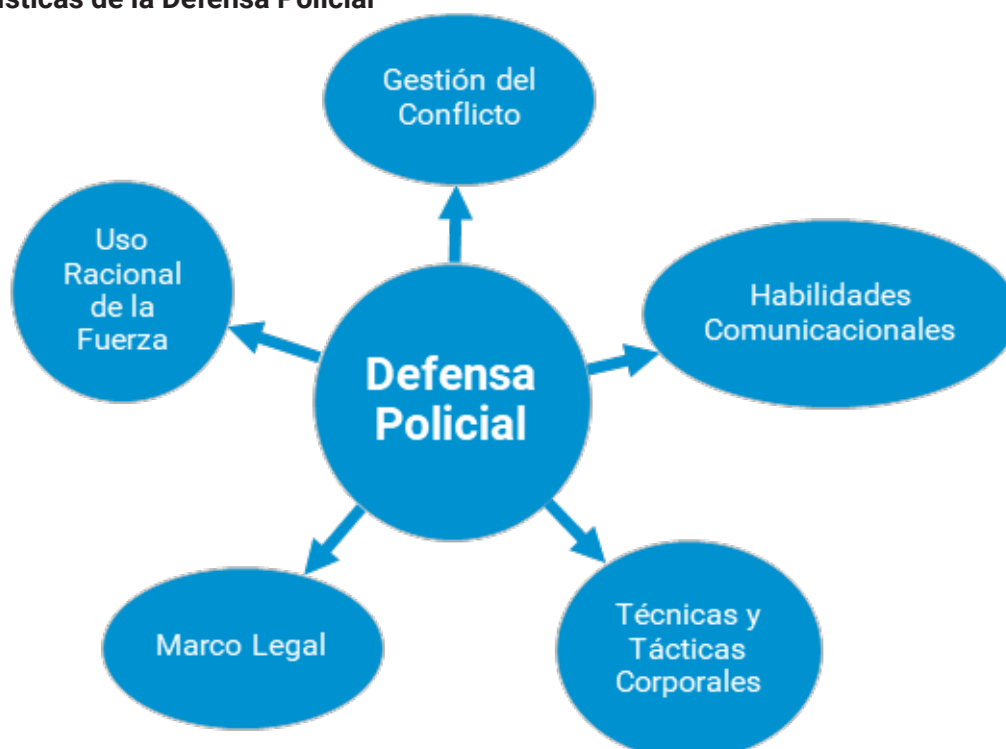 ísticas de la Defensa Policial
Gestión del
Conflicto
Uso
Racional
de la
Fuerza
Habilidades
Comunicacionales
Defensa
Policial
Marco Legal
Técnicas y
Tácticas
Corporales